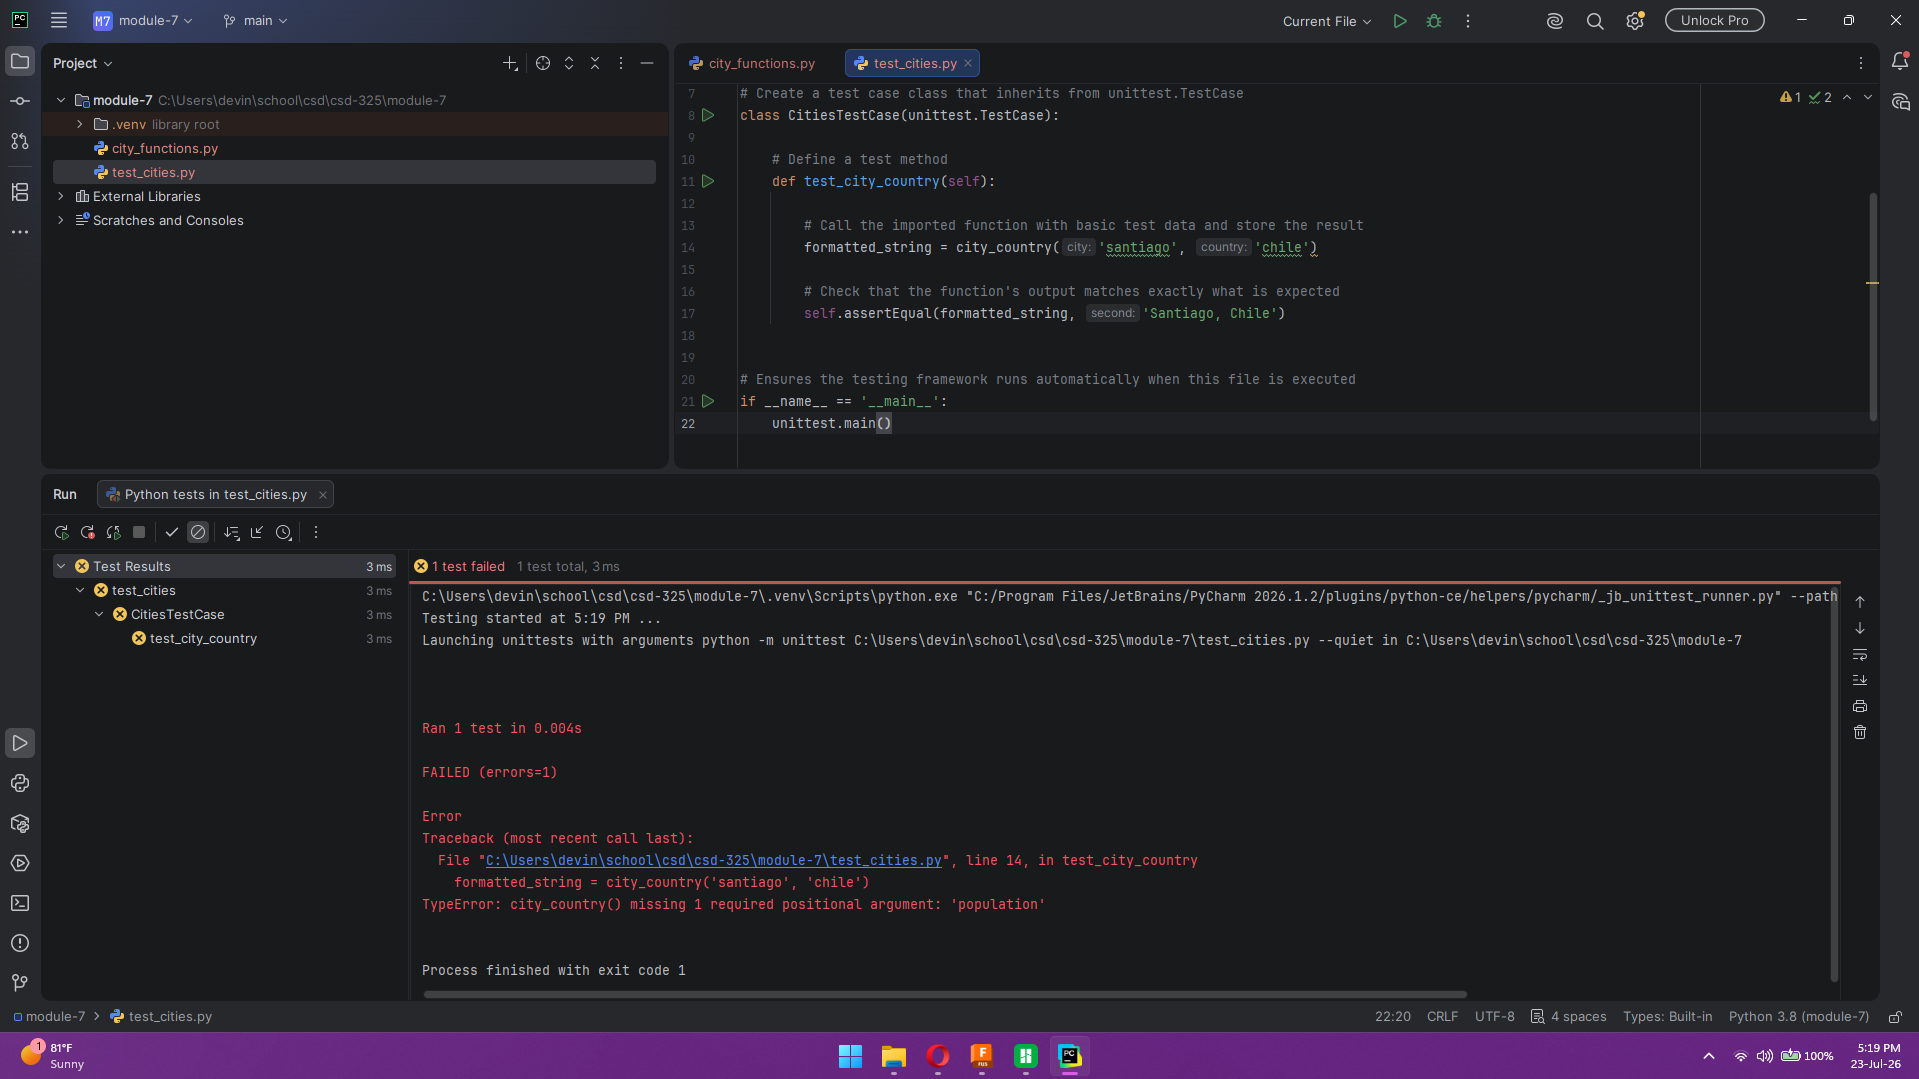 PC
M7 module-7
main
Current File
Unlock Pro
Project
module-7 C:\Users\devin\school\csd\csd-325\module-7
.venv library root
city_functions.py
test_cities.py
External Libraries
Scratches and Consoles
city_functions.py
test_cities.py
1 2
7 # Create a test case class that inherits from unittest.TestCase
8 class CitiesTestCase(unittest.TestCase):
9
10 # Define a test method
11 def test_city_country(self):
12
13 # Call the imported function with basic test data and store the result
14 formatted_string = city_country( city: 'santiago', country: 'chile')
15
16 # Check that the function's output matches exactly what is expected
17 self.assertEqual(formatted_string, second: 'Santiago, Chile')
18
19
20 # Ensures the testing framework runs automatically when this file is executed
21 if __name__ == '__main__':
22 unittest.main()
Run
Python tests in test_cities.py
Test Results 3 ms
test_cities 3 ms
CitiesTestCase 3 ms
test_city_country 3 ms
1 test failed 1 test total, 3 ms
C:\Users\devin\school\csd\csd-325\module-7\.venv\Scripts\python.exe "C:/Program Files/JetBrains/PyCharm 2026.1.2/plugins/python-ce/helpers/pycharm/_jb_unittest_runner.py" --path
Testing started at 5:19 PM ...
Launching unittests with arguments python -m unittest C:\Users\devin\school\csd\csd-325\module-7\test_cities.py --quiet in C:\Users\devin\school\csd\csd-325\module-7
Ran 1 test in 0.004s
FAILED (errors=1)
Error
Traceback (most recent call last):
File "C:\Users\devin\school\csd\csd-325\module-7\test_cities.py", line 14, in test_city_country
formatted_string = city_country('santiago', 'chile')
TypeError: city_country() missing 1 required positional argument: 'population'
Process finished with exit code 1
module-7 > test_cities.py
22:20 CRLF UTF-8 4 spaces Types: Built-in Python 3.8 (module-7)
1
81°F
Sunny
F
FUS
PC
100%
5:19 PM
23-Jul-26